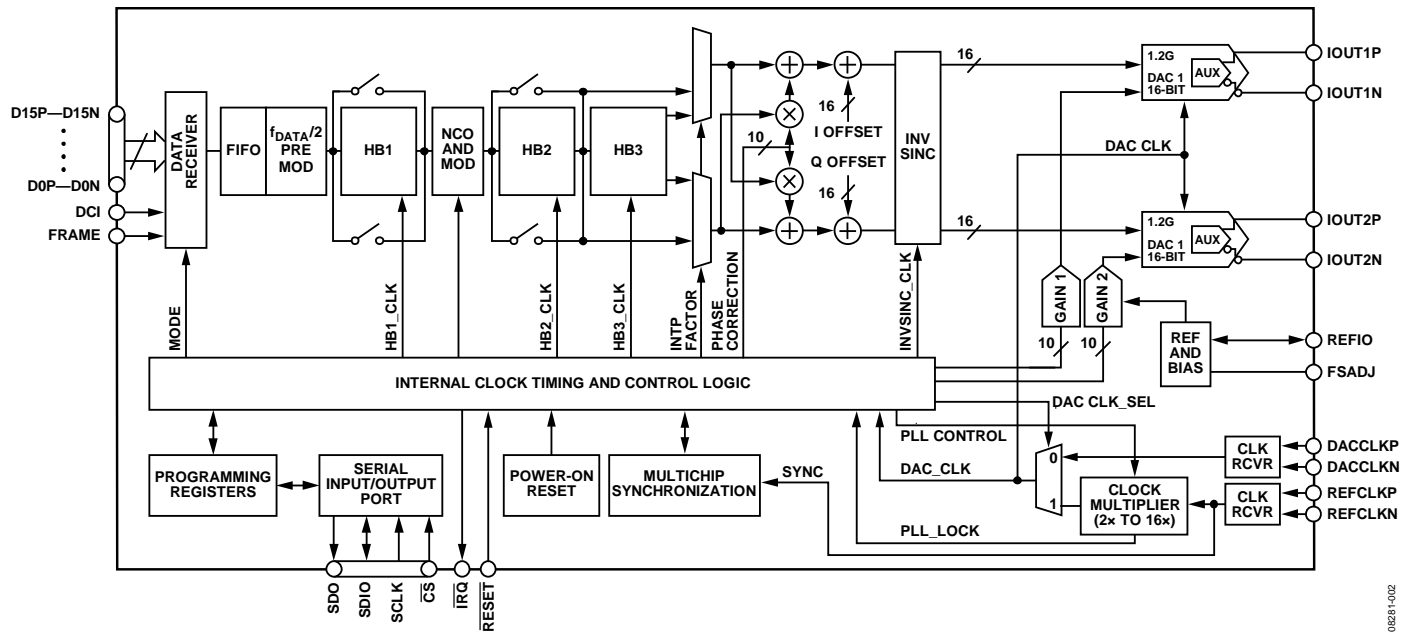 D15P—D15N
D0P—D0N
DCI
FRAME
DATA
RECEIVER
FIFO
fDATA/2
PRE
MOD
HB1
NCO
AND
MOD
HB2
HB3
16
I OFFSET
10
Q OFFSET
16
INV
SINC
16
16
1.2G
DAC 1
16-BIT
AUX
DAC CLK
1.2G
DAC 1
16-BIT
AUX
IOUT1P
IOUT1N
IOUT2P
IOUT2N
MODE
HB1_CLK
HB2_CLK
HB3_CLK
INTP
FACTOR
PHASE
CORRECTION
INVSINC_CLK
GAIN 1
GAIN 2
10
10
REF
AND
BIAS
REFIO
FSADJ
INTERNAL CLOCK TIMING AND CONTROL LOGIC
DAC CLK_SEL
PLL CONTROL
DAC_CLK
0
1
PROGRAMMING
REGISTERS
SERIAL
INPUT/OUTPUT
PORT
POWER-ON
RESET
MULTICHIP
SYNCHRONIZATION
SYNC
CLOCK
MULTIPLIER
(2× TO 16×)
PLL_LOCK
CLK
RCVR
CLK
RCVR
DACCLKP
DACCLKN
REFCLKP
REFCLKN
SDO
SDIO
SCLK
CS
IRQ
RESET
08281-002